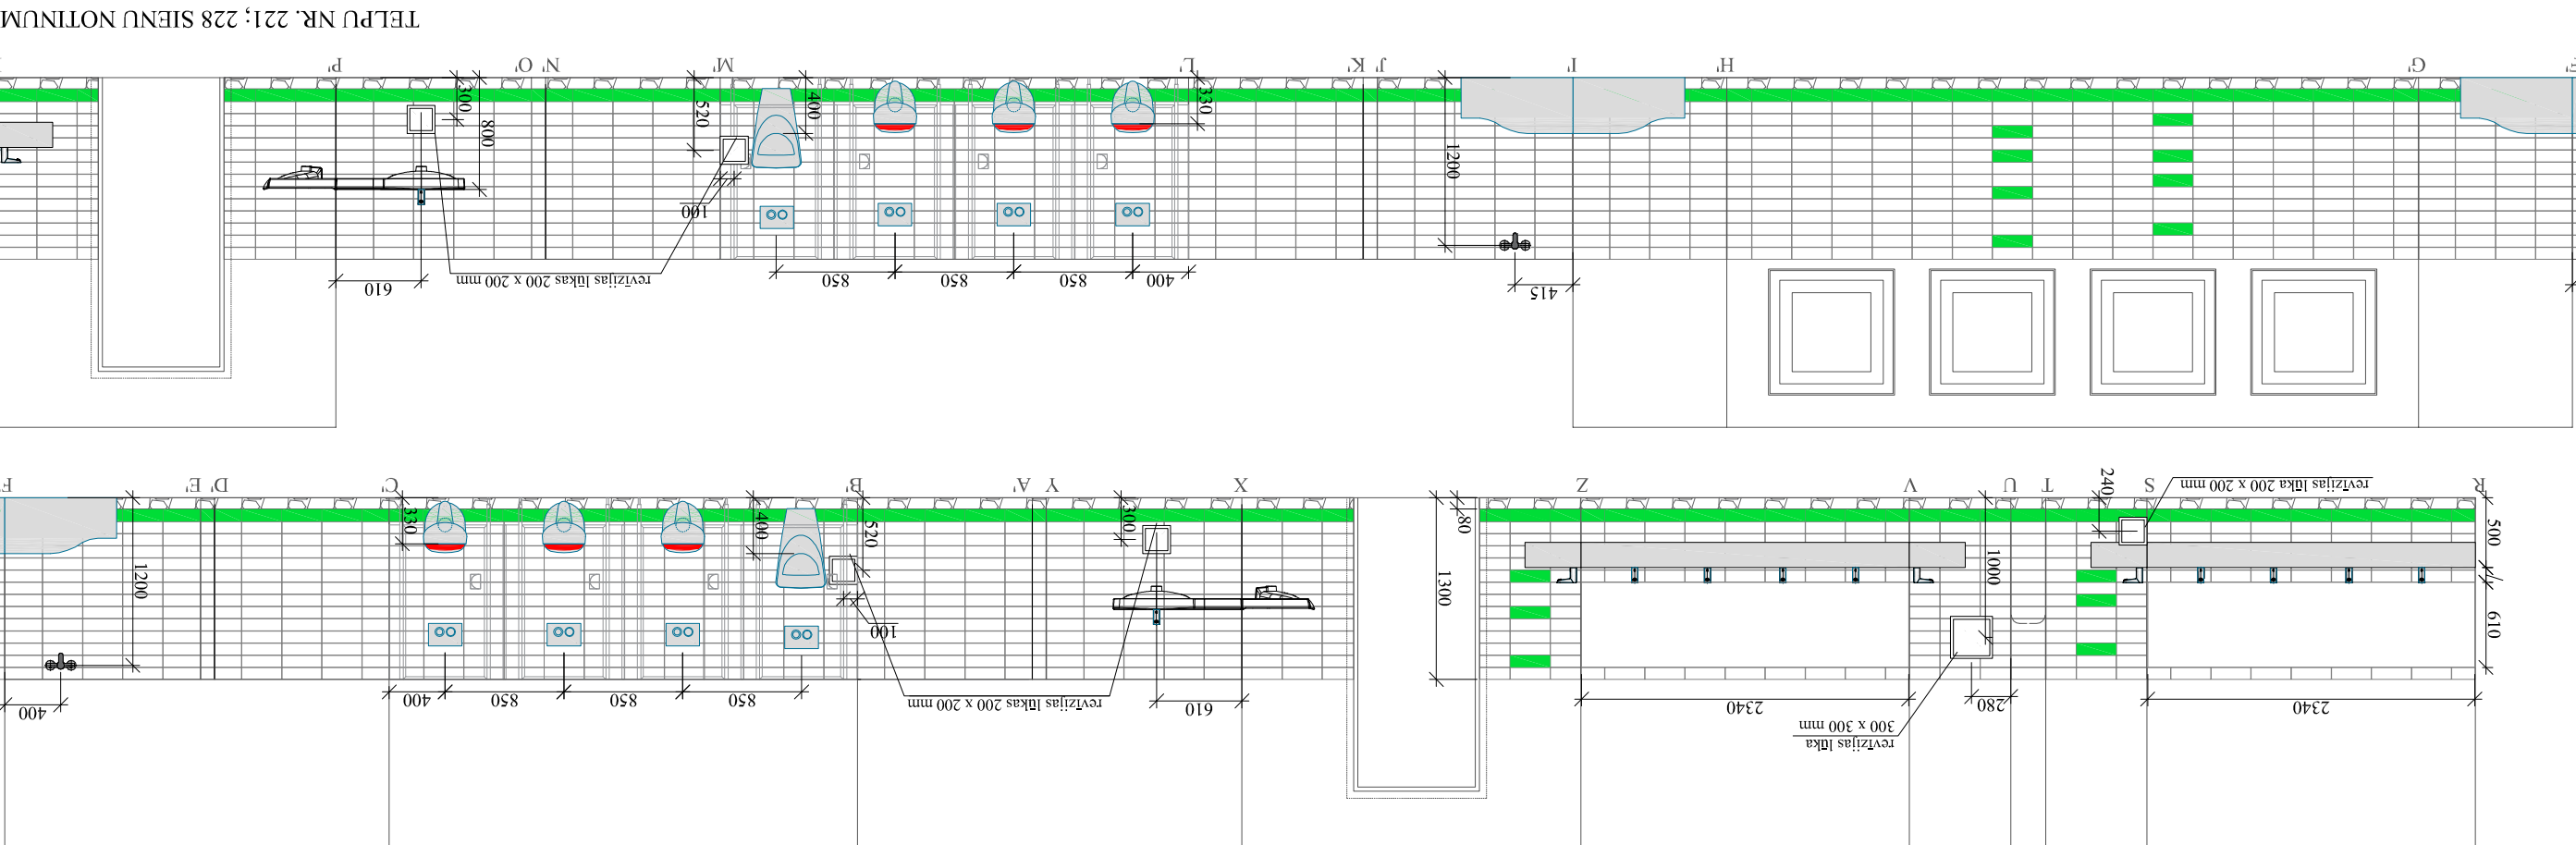 revīzijas lūka
300 x 300 mm
2340
280
2340
610
revīzijas lūkas 200 x 200 mm
850
850
850
400
400
610
100
1000
1300
1200
500
80
300
520
400
330
240
revīzijas lūka 200 x 200 mm
R
S
T
U
V
Z
X
Y
A'
B'
C'
D'
E'
F'
415
400
850
850
850
revīzijas lūkas 200 x 200 mm
610
100
1200
800
330
400
520
300
G'
H'
I'
J'
K'
L'
M'
N'
O'
P'
TELPU NR. 221; 228 SIENU NOTINUM